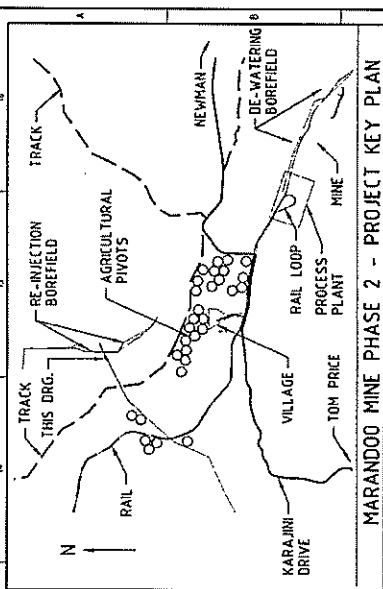 A
B
N
TRACK
RE-INJECTION
BOREFIELD
TRACK
THIS DRG.
AGRICULTURAL
PIVOTS
RAIL
NEWMAN
DE-WATERING
BOREFIELD
VILLAGE
RAIL LOOP
PROCESS
PLANT
MINE
KARAJINI
DRIVE
TOM PRICE
MARANDOO MINE PHASE 2 - PROJECT KEY PLAN